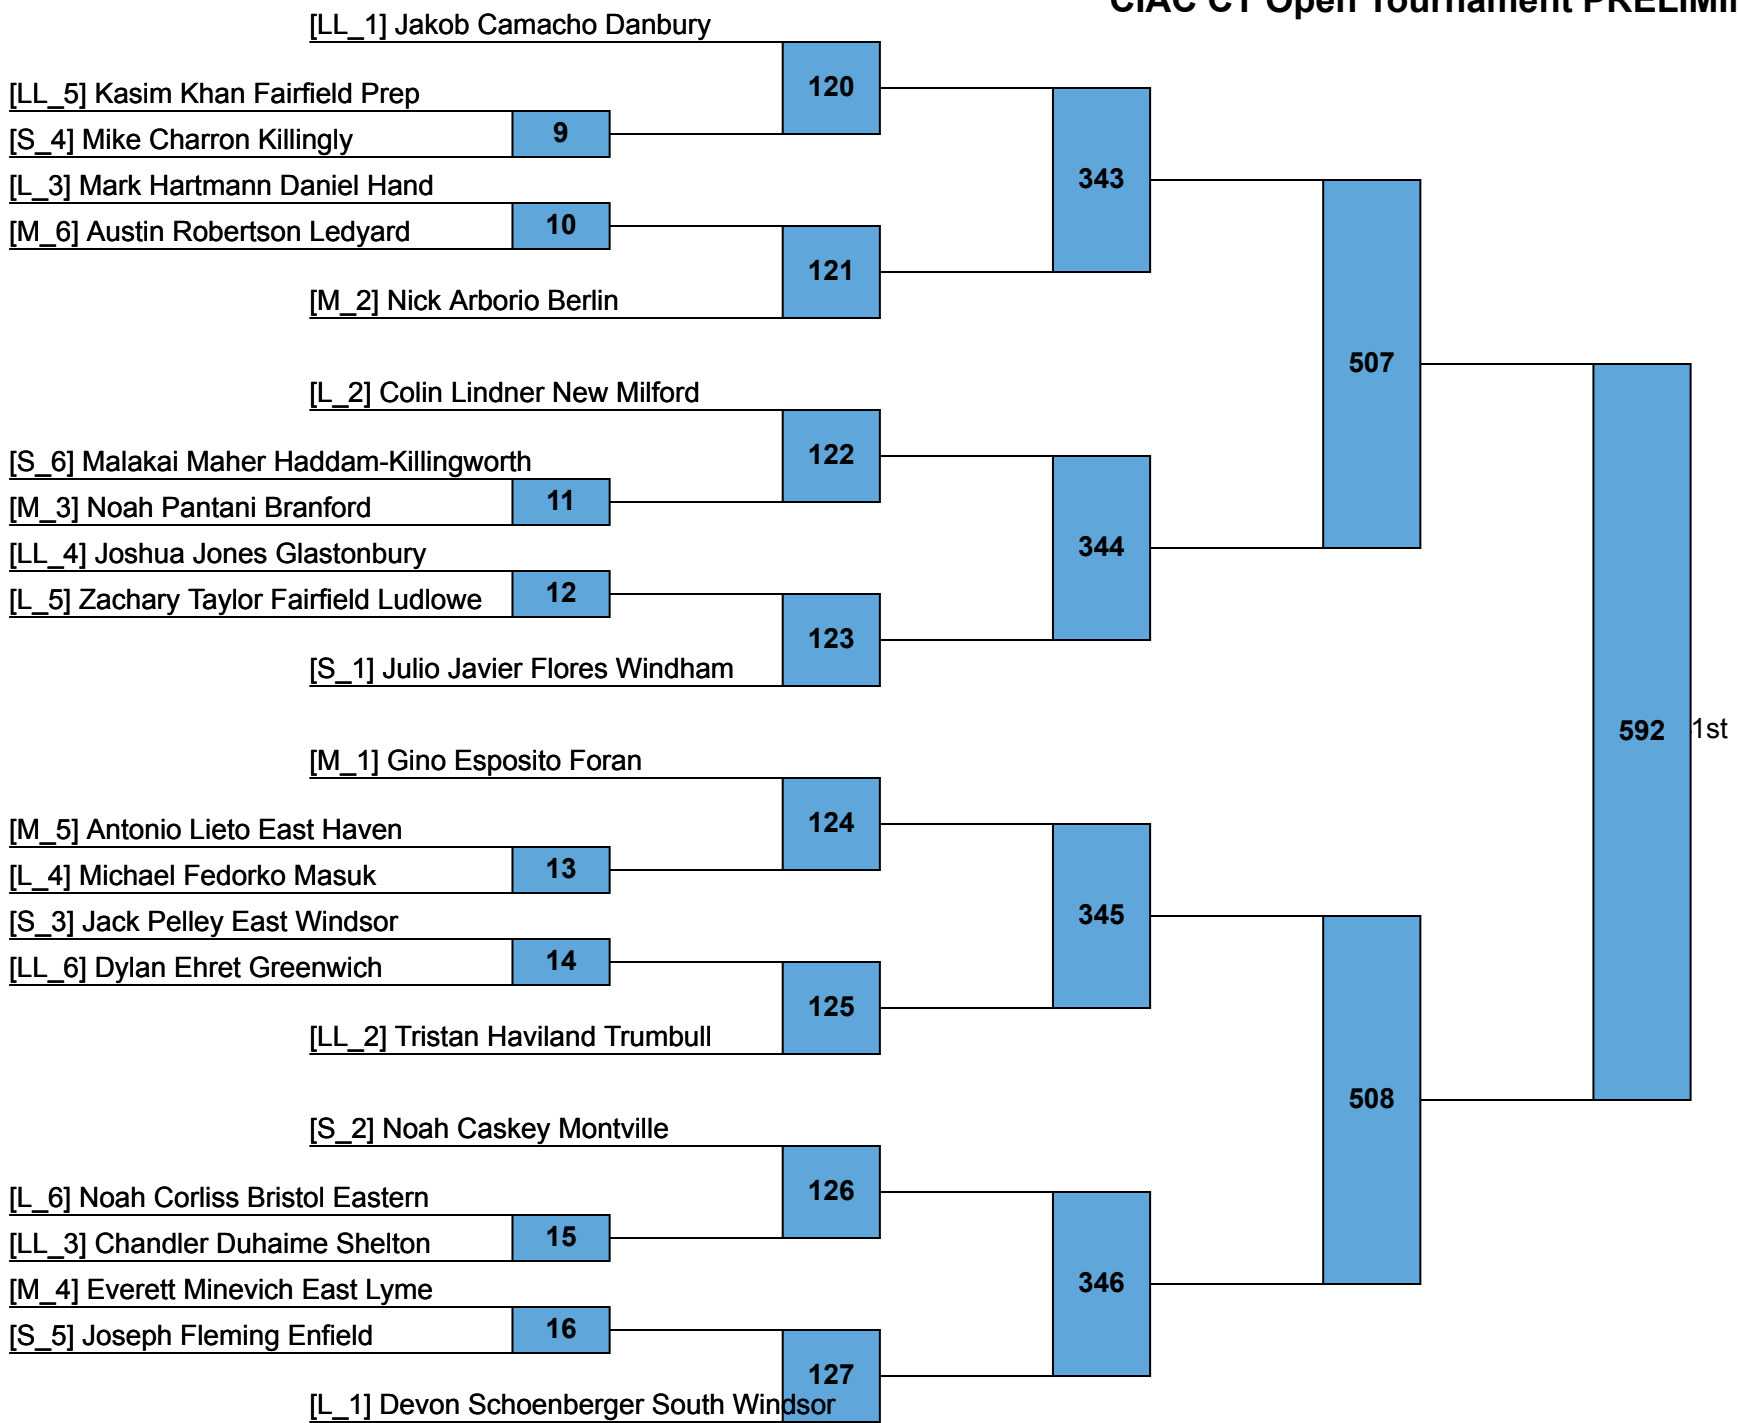 CIAC CT Open Tournament
[LL_1] Jakob Camacho Danbury
120
[LL_5] Kasim Khan Fairfield Prep
9
[S_4] Mike Charron Killingly
343
[L_3] Mark Hartmann Daniel Hand
10
[M_6] Austin Robertson Ledyard
121
[M_2] Nick Arborio Berlin
507
[L_2] Colin Lindner New Milford
122
[S_6] Malakai Maher Haddam-Killingworth
11
[M_3] Noah Pantani Branford
344
[LL_4] Joshua Jones Glastonbury
12
[L_5] Zachary Taylor Fairfield Ludlowe
123
[S_1] Julio Javier Flores Windham
592 1st
[M_1] Gino Esposito Foran
124
[M_5] Antonio Lieto East Haven
13
[L_4] Michael Fedorko Masuk
345
[S_3] Jack Pelley East Windsor
14
[LL_6] Dylan Ehret Greenwich
125
[LL_2] Tristan Haviland Trumbull
508
[S_2] Noah Caskey Montville
126
[L_6] Noah Corliss Bristol Eastern
15
[LL_3] Chandler Duhaime Shelton
346
[M_4] Everett Minevich East Lyme
16
[S_5] Joseph Fleming Enfield
127
[L_1] Devon Schoenberger South Windsor